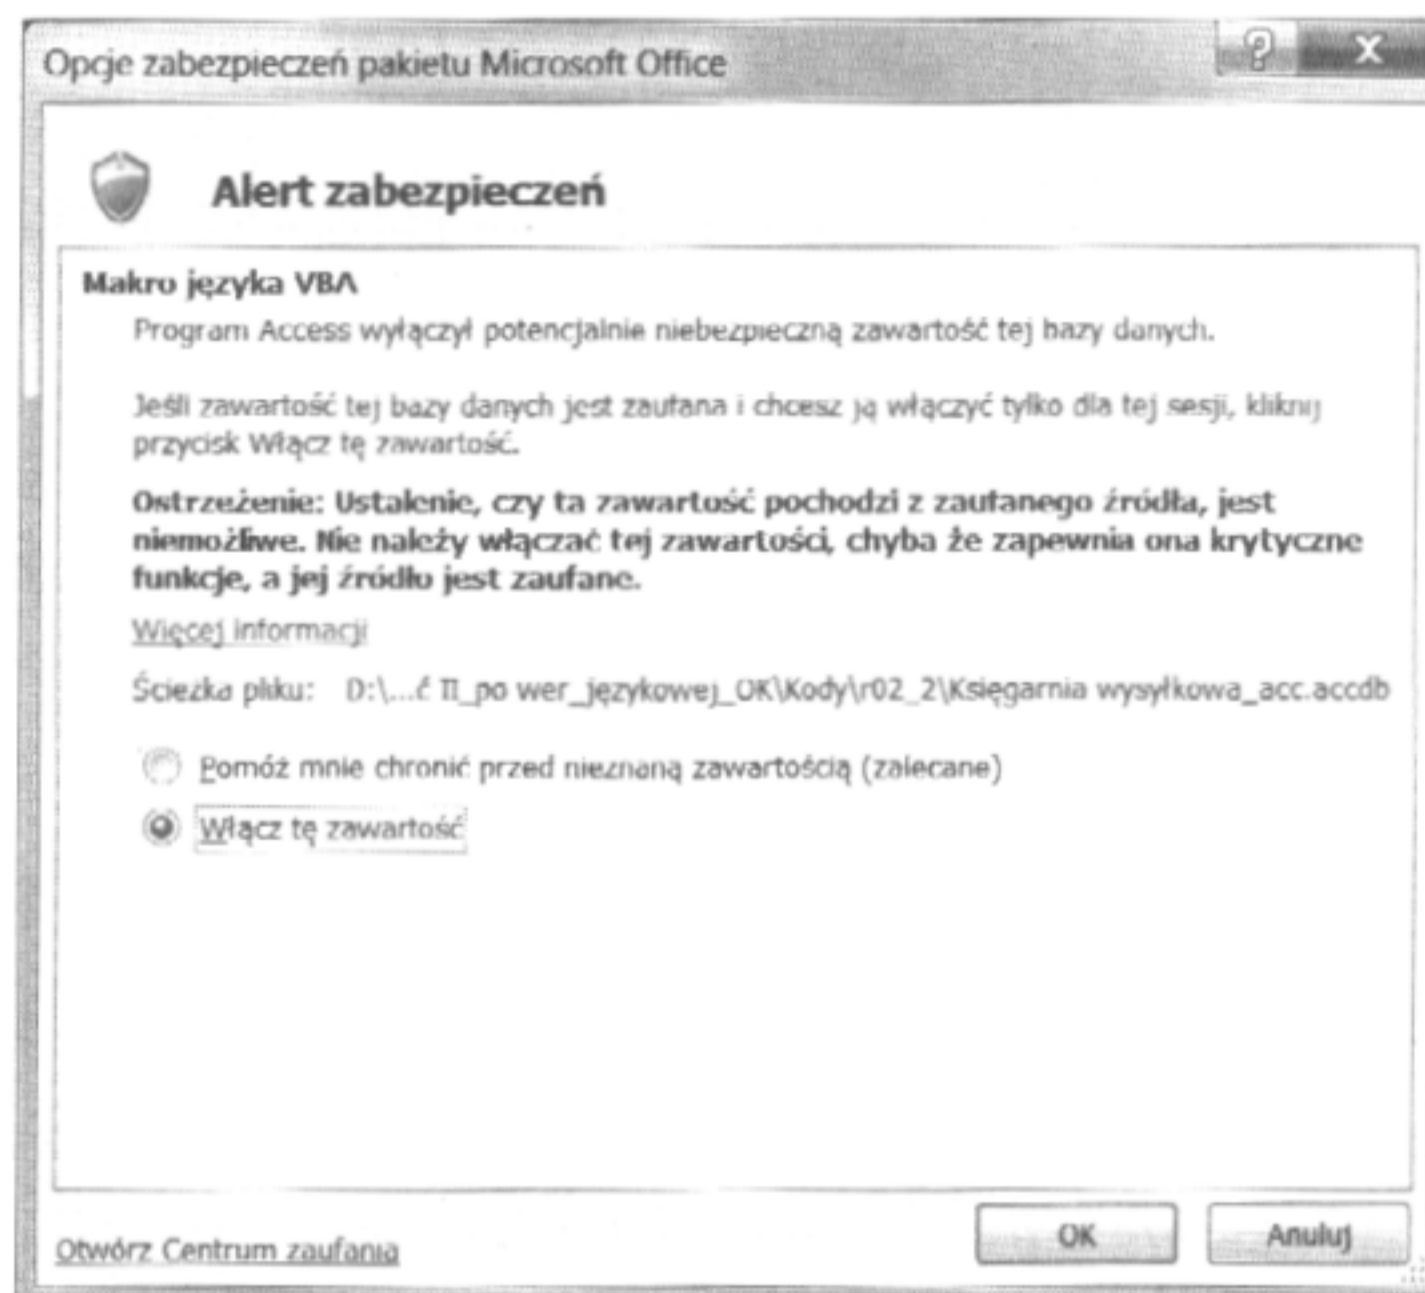 Opcje zabezpieczeń pakietu Microsoft Office
Alert zabezpieczeń
Makro języka VBA
Program Access wyłączył potencjalnie niebezpieczną zawartość tej bazy danych.
Jeśli zawartość tej bazy danych jest zaufana i chcesz ją włączyć tylko dla tej sesji, kliknij
przycisk Włącz tę zawartość.
Ostrzeżenie: Ustalenie, czy ta zawartość pochodzi z zaufanego źródła, jest
niemożliwe. Nie należy włączać tej zawartości, chyba że zapewnia ona krytyczne
funkcje, a jej źródło jest zaufane.
Więcej informacji
Ścieżka pliku: D:\...ć II_po wer_językowej_OK\Kody\r02_2\Księgarnia wysyłkowa_acc.accdb
Pomóż mnie chronić przed nieznaną zawartością (zalecane)
Włącz tę zawartość
Otwórz Centrum zaufania
OK
Anuluj